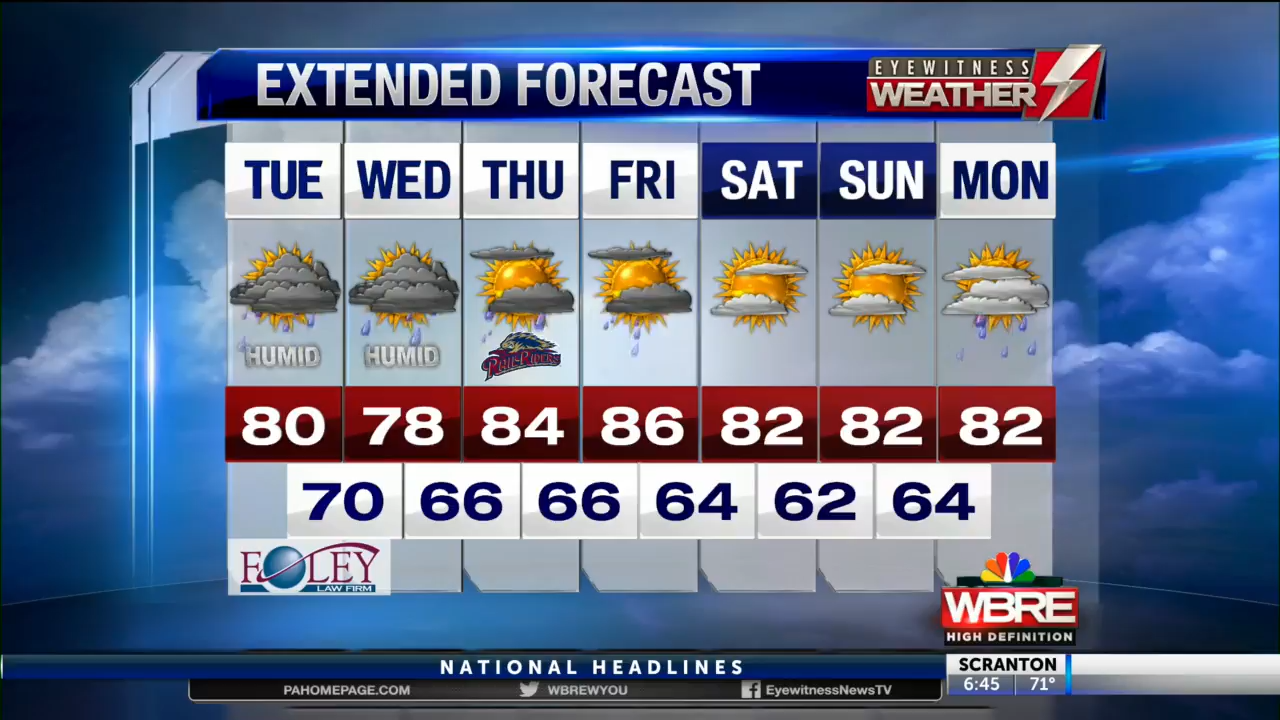 EXTENDED FORECAST
EYEWITNESS
WEATHER
TUE WED THU FRI SAT SUN MON
HUMID HUMID RAILRIDERS
80 78 84 86 82 82 82
70 66 66 64 62 64
FOLEY
LAW FIRM
WBRE
HIGH DEFINITION
NATIONAL HEADLINES
SCRANTON
6:45 71°
PAHOMEPAGE.COM WBREWYOU EyewitnessNewsTV